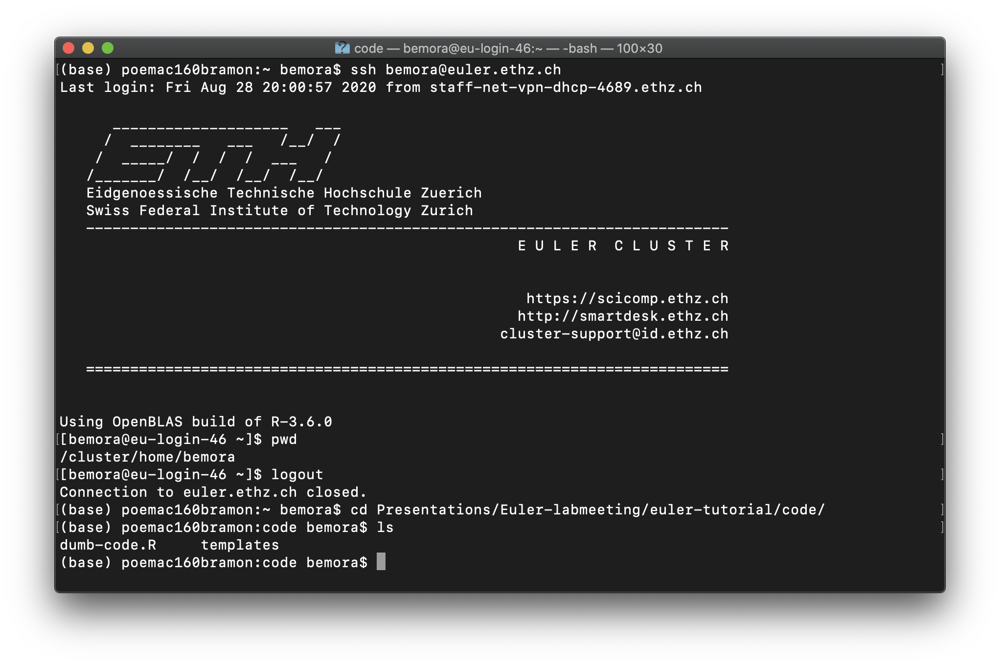 code — bemora@eu-login-46:~ — -bash — 100×30
[(base) poemac160bramon:~ bemora$ ssh bemora@euler.ethz.ch ]
Last login: Fri Aug 28 20:00:57 2020 from staff-net-vpn-dhcp-4689.ethz.ch
      ____________________   ___
     /  ________   ___   /__/  /
    /  _____/  /  /  /  ___   /
   /_______/  /__/  /__/  /__/
   Eidgenoessische Technische Hochschule Zuerich
   Swiss Federal Institute of Technology Zurich
   -------------------------------------------------------------------------
                                                    E U L E R  C L U S T E R
                                                     https://scicomp.ethz.ch
                                                    http://smartdesk.ethz.ch
                                                  cluster-support@id.ethz.ch
   =========================================================================
Using OpenBLAS build of R-3.6.0
[[bemora@eu-login-46 ~]$ pwd ]
/cluster/home/bemora
[[bemora@eu-login-46 ~]$ logout ]
Connection to euler.ethz.ch closed.
[(base) poemac160bramon:~ bemora$ cd Presentations/Euler-labmeeting/euler-tutorial/code/ ]
[(base) poemac160bramon:code bemora$ ls ]
dumb-code.R     templates
(base) poemac160bramon:code bemora$